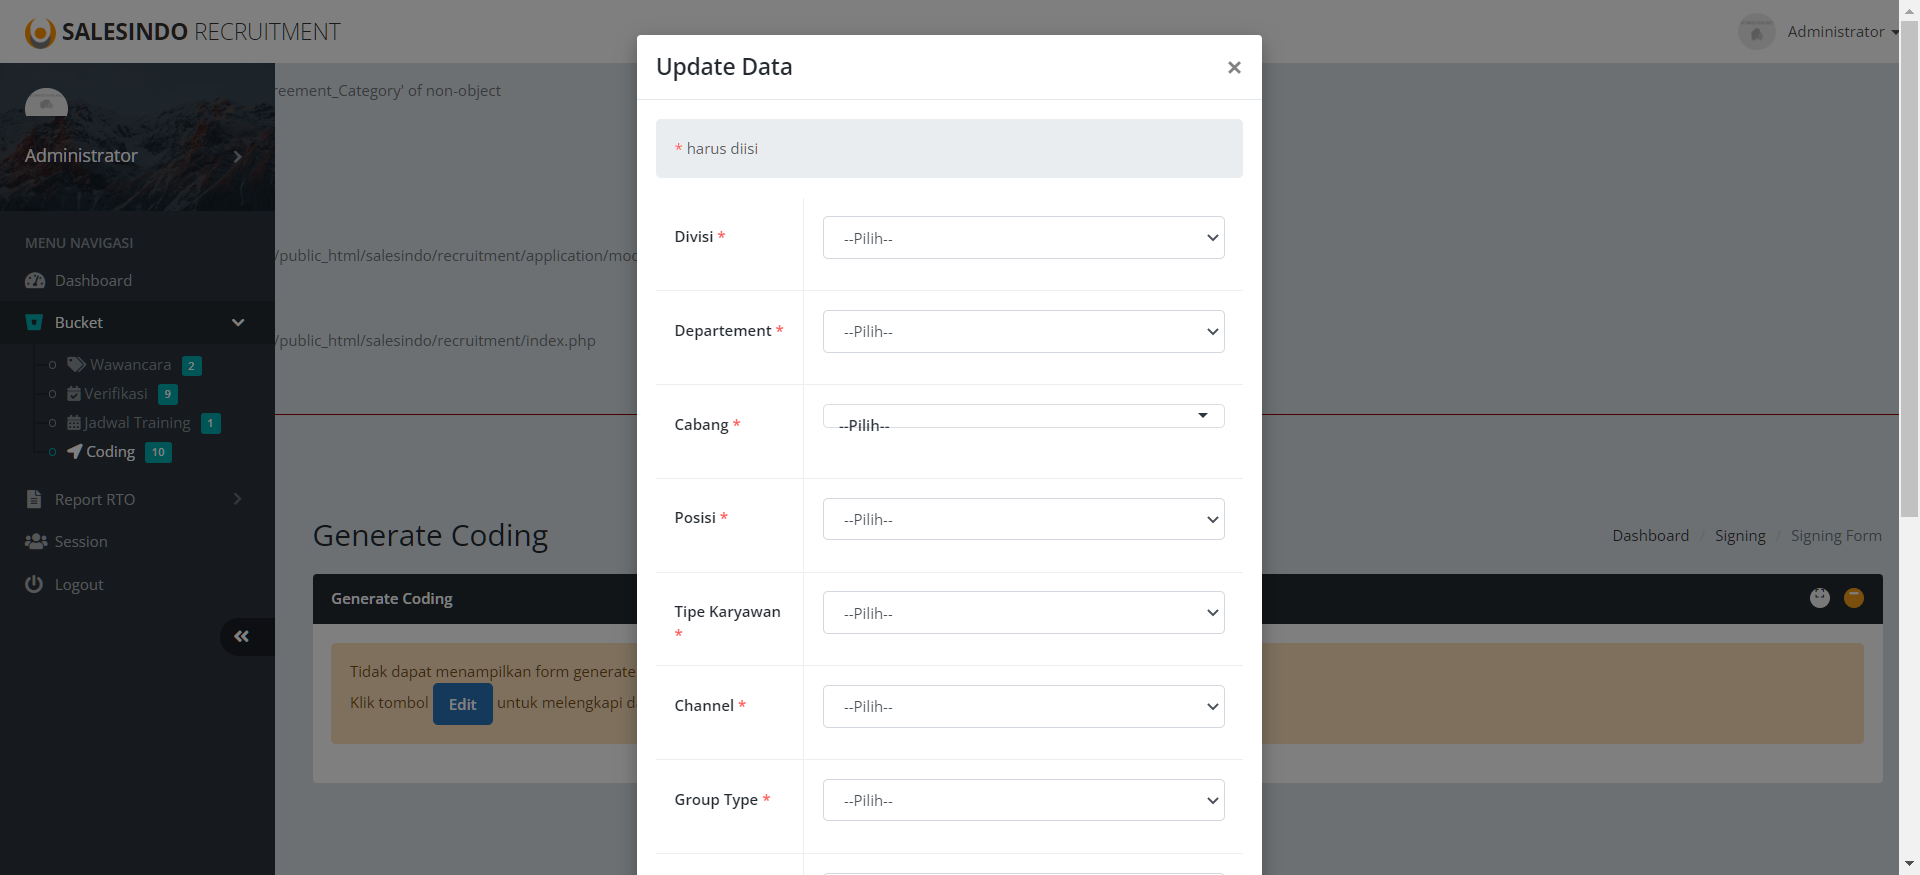 SALESINDO RECRUITMENT
Administrator
Update Data
×
reement_Category' of non-object
Administrator
* harus diisi
MENU NAVIGASI
Dashboard
Bucket
Wawancara 2
Verifikasi 9
Jadwal Training 1
Coding 10
Report RTO
Session
Logout
/public_html/salesindo/recruitment/application/mod
/public_html/salesindo/recruitment/index.php
Divisi *
--Pilih--
Departement *
--Pilih--
Cabang *
--Pilih--
Posisi *
--Pilih--
Tipe Karyawan
*
--Pilih--
Channel *
--Pilih--
Group Type *
--Pilih--
Generate Coding
Dashboard / Signing / Signing Form
Generate Coding
Tidak dapat menampilkan form generate
Klik tombol Edit untuk melengkapi d